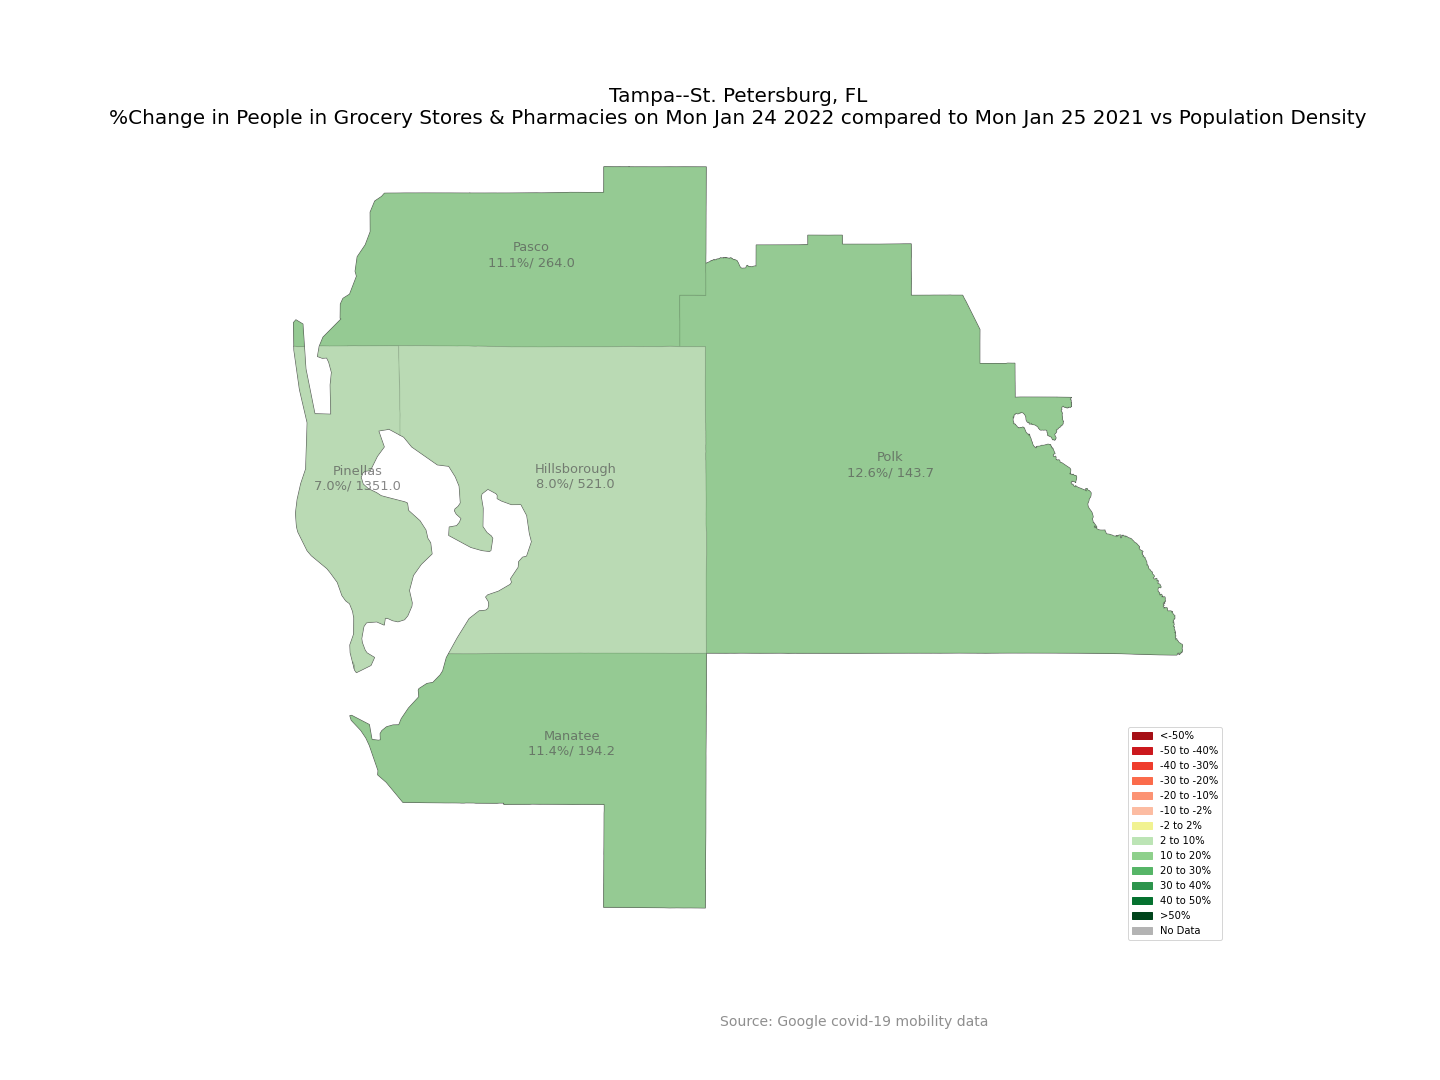 Tampa--St. Petersburg, FL
%Change in People in Grocery Stores & Pharmacies on Mon Jan 24 2022 compared to Mon Jan 25 2021 vs Population Density
Pasco
11.1%/ 264.0
Polk
12.6%/ 143.7
Pinellas
7.0%/ 1351.0
Hillsborough
8.0%/ 521.0
Manatee
11.4%/ 194.2
<-50%
-50 to -40%
-40 to -30%
-30 to -20%
-20 to -10%
-10 to -2%
-2 to 2%
2 to 10%
10 to 20%
20 to 30%
30 to 40%
40 to 50%
>50%
No Data
Source: Google covid-19 mobility data